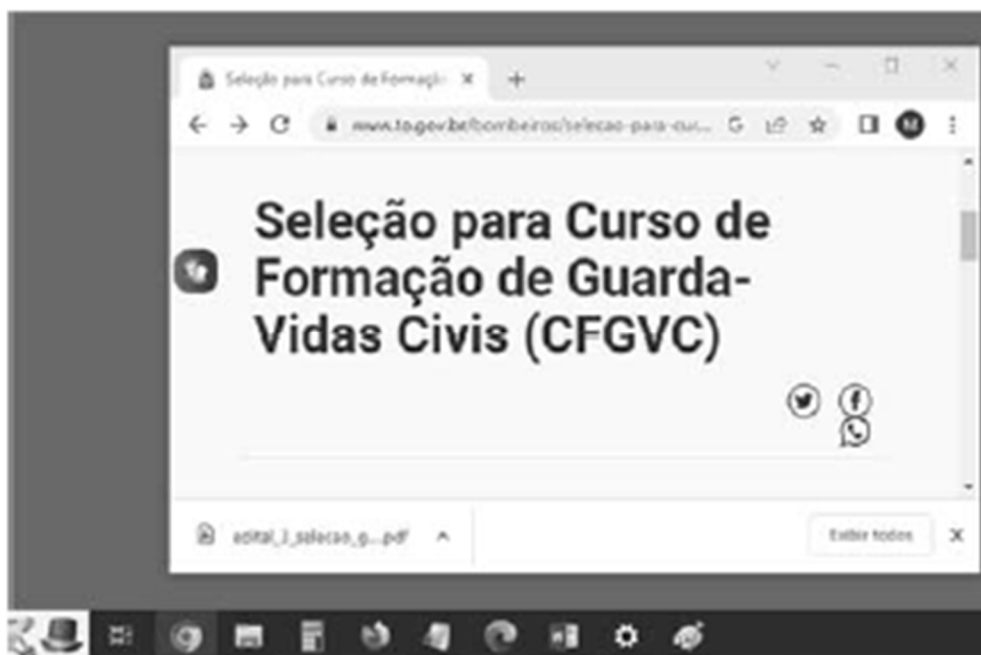 Seleção para Curso de Formaçã
www.to.gov.br/bombeiros/selecao-para-cur...
M
Seleção para Curso de
Formação de Guarda-
Vidas Civis (CFGVC)
edital_1_selecao_g....pdf
Exibir todos